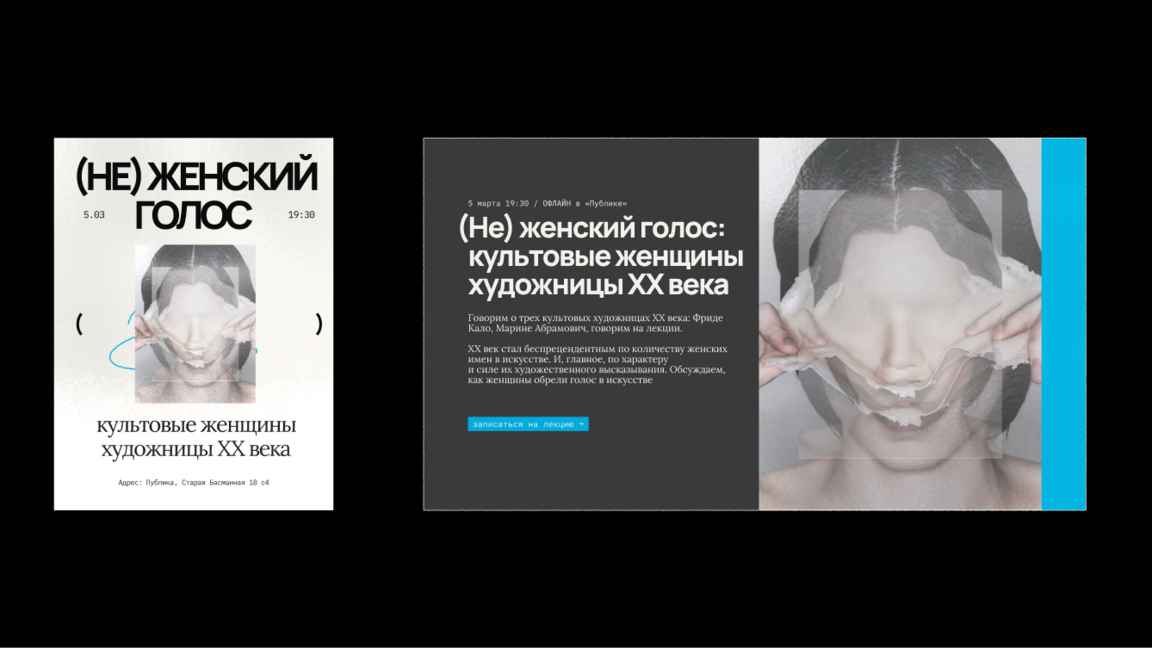 (НЕ) ЖЕНСКИЙ
ГОЛОС
5.03
19:30
(
)
культовые женщины
художницы XX века
Адрес: Публика, Старая Басманная 18 с4
5 марта 19:30 / ОФЛАЙН в «Публике»
(Не) женский голос:
культовые женщины
художницы XX века
Говорим о трех культовых художницах XX века: Фриде
Кало, Марине Абрамович, говорим на лекции.
XX век стал беспрецендентным по количеству женских
имен в искусстве. И, главное, по характеру
и силе их художественного высказывания. Обсуждаем,
как женщины обрели голос в искусстве
записаться на лекцию →